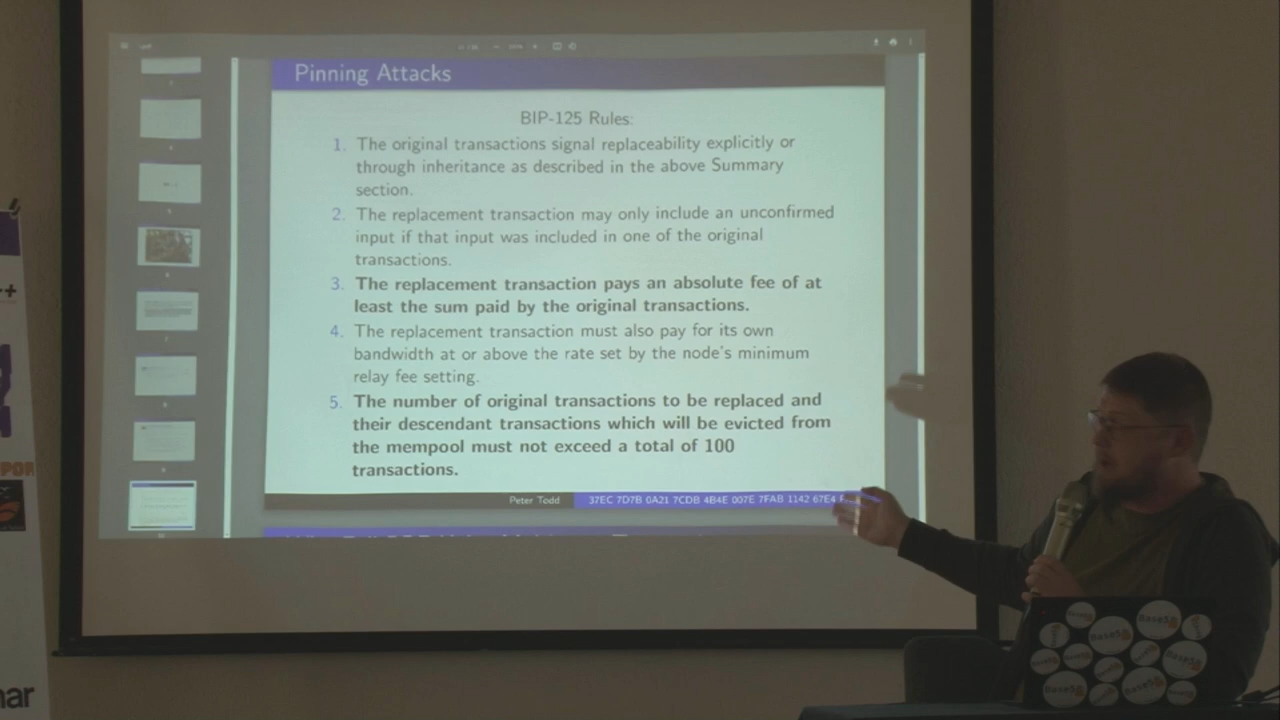 Pinning Attacks
BIP-125 Rules:
1. The original transactions signal replaceability explicitly or
through inheritance as described in the above Summary
section.
2. The replacement transaction may only include an unconfirmed
input if that input was included in one of the original
transactions.
3. The replacement transaction pays an absolute fee of at
least the sum paid by the original transactions.
4. The replacement transaction must also pay for its own
bandwidth at or above the rate set by the node's minimum
relay fee setting.
5. The number of original transactions to be replaced and
their descendant transactions which will be evicted from
the mempool must not exceed a total of 100
transactions.
Peter Todd 37EC 7D7B 0A21 7CDB 4B4E 007E 7FAB 1142 67E4
Base58
Base58
Base58
Base58
Base58